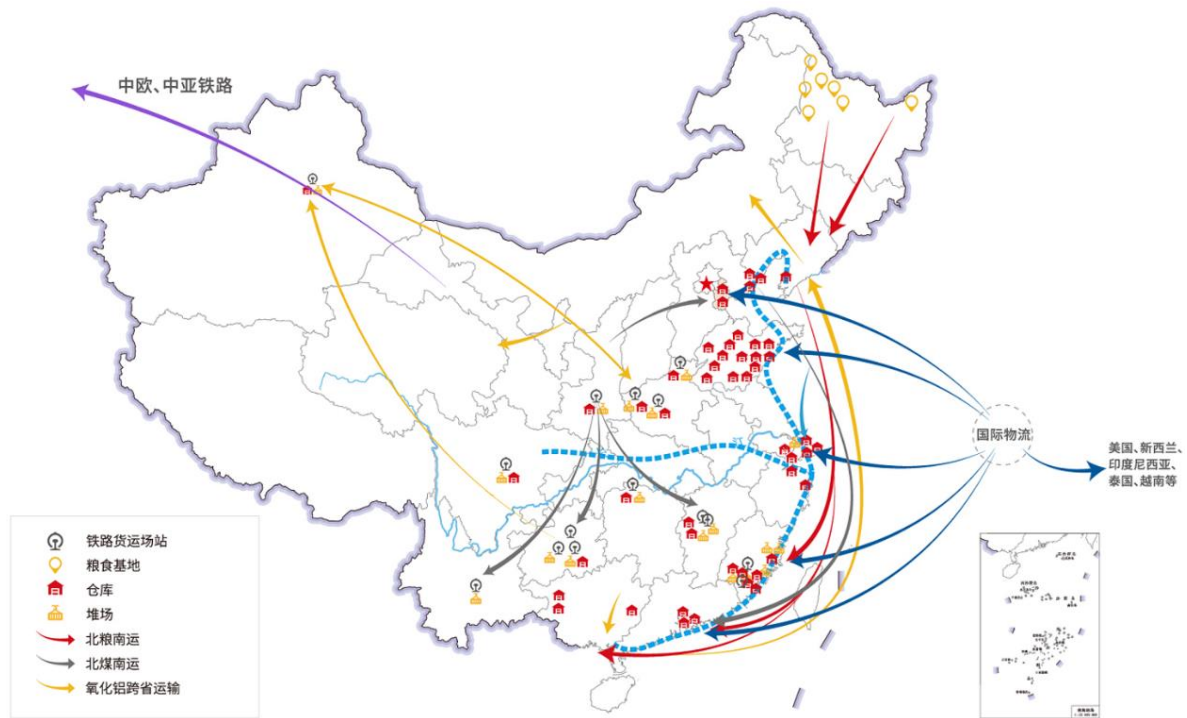 中欧、中亚铁路
国际物流
美国、新西兰、
印度尼西亚、
泰国、越南等
铁路货运场站
粮食基地
仓库
堆场
北粮南运
北煤南运
氧化铝跨省运输